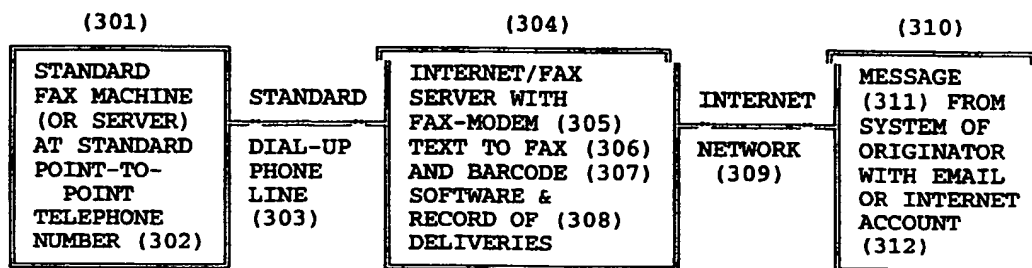 (301)
(304)
(310)
STANDARD
FAX MACHINE
(OR SERVER)
AT STANDARD
POINT-TO-
POINT
TELEPHONE
NUMBER (302)
STANDARD
DIAL-UP
PHONE
LINE
(303)
INTERNET/FAX
SERVER WITH
FAX-MODEM (305)
TEXT TO FAX (306)
AND BARCODE (307)
SOFTWARE &
RECORD OF (308)
DELIVERIES
INTERNET
NETWORK
(309)
MESSAGE
(311) FROM
SYSTEM OF
ORIGINATOR
WITH EMAIL
OR INTERNET
ACCOUNT
(312)